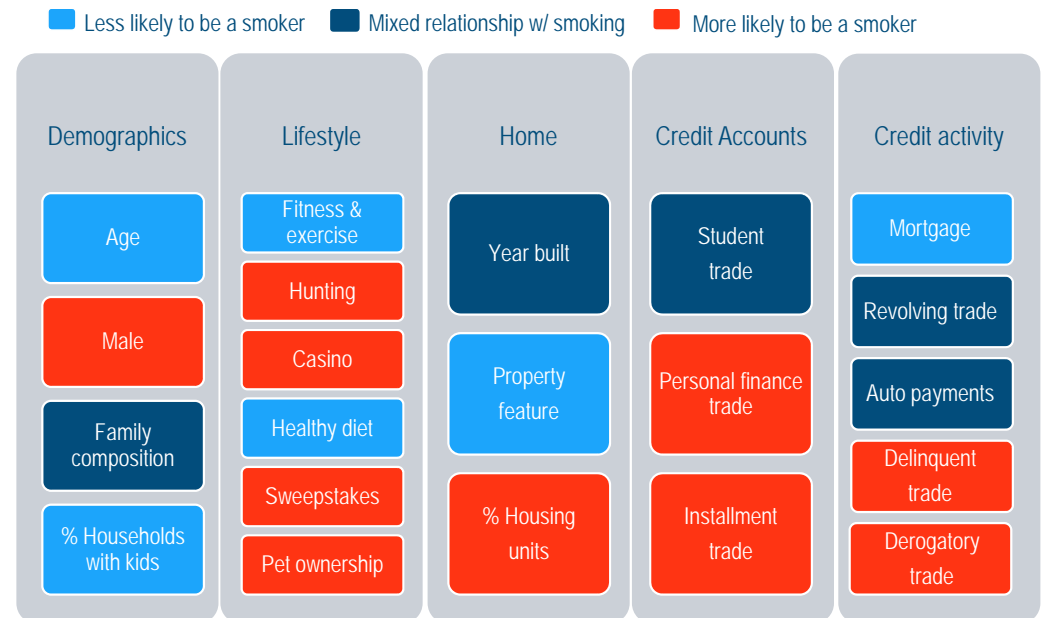 Less likely to be a smoker Mixed relationship w/ smoking More likely to be a smoker
Demographics
Age
Male
Family
composition
% Households
with kids
Lifestyle
Fitness &
exercise
Hunting
Casino
Healthy diet
Sweepstakes
Pet ownership
Home
Year built
Property
feature
% Housing
units
Credit Accounts
Student
trade
Personal finance
trade
Installment
trade
Credit activity
Mortgage
Revolving trade
Auto payments
Delinquent
trade
Derogatory
trade